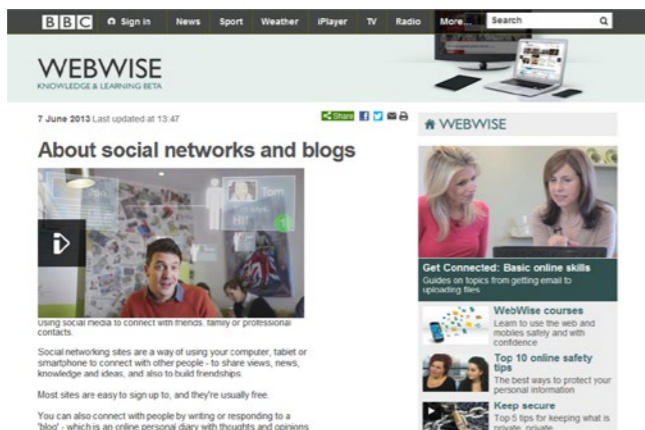 BBC Sign in News Sport Weather iPlayer TV Radio More... Search
WEBWISE
KNOWLEDGE & LEARNING BETA
7 June 2013 Last updated at 13:47
Share
About social networks and blogs
Tom
Hi!
Using social media to connect with friends, family or professional
contacts.
Social networking sites are a way of using your computer, tablet or
smartphone to connect with other people - to share views, news,
knowledge and ideas, and also to build friendships.
Most sites are easy to sign up to, and they're usually free.
You can also connect with people by writing or responding to a
'blog' - which is an online personal diary with thoughts and opinions
WEBWISE
Get Connected: Basic online skills
Guides on topics from getting email to
uploading files
WebWise courses
Learn to use the web and
mobiles safely and with
confidence
Top 10 online safety
tips
The best ways to protect your
personal information
Keep secure
Top 5 tips for keeping what is
private, private